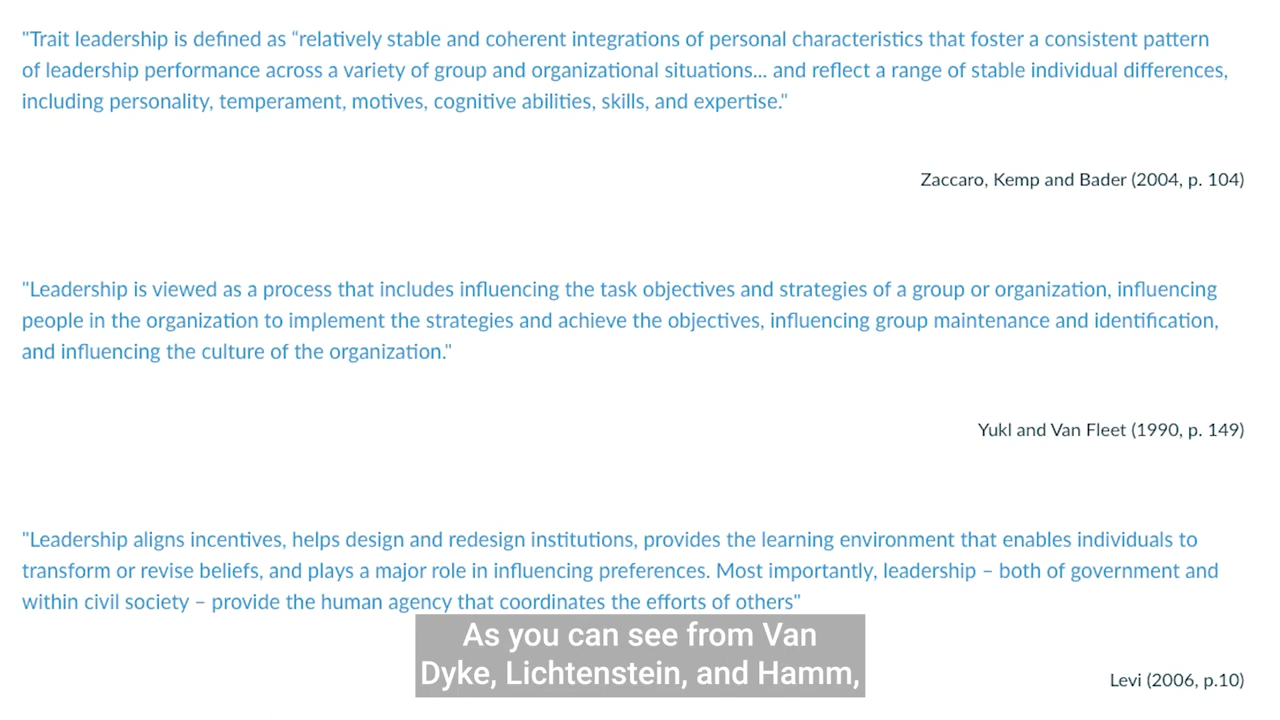 "Trait leadership is defined as “relatively stable and coherent integrations of personal characteristics that foster a consistent pattern
of leadership performance across a variety of group and organizational situations... and reflect a range of stable individual differences,
including personality, temperament, motives, cognitive abilities, skills, and expertise."
Zaccaro, Kemp and Bader (2004, p. 104)
"Leadership is viewed as a process that includes influencing the task objectives and strategies of a group or organization, influencing
people in the organization to implement the strategies and achieve the objectives, influencing group maintenance and identification,
and influencing the culture of the organization."
Yukl and Van Fleet (1990, p. 149)
"Leadership aligns incentives, helps design and redesign institutions, provides the learning environment that enables individuals to
transform or revise beliefs, and plays a major role in influencing preferences. Most importantly, leadership – both of government and
within civil society – provide the human agency that coordinates the efforts of others"
As you can see from Van
Dyke, Lichtenstein, and Hamm,
Levi (2006, p.10)